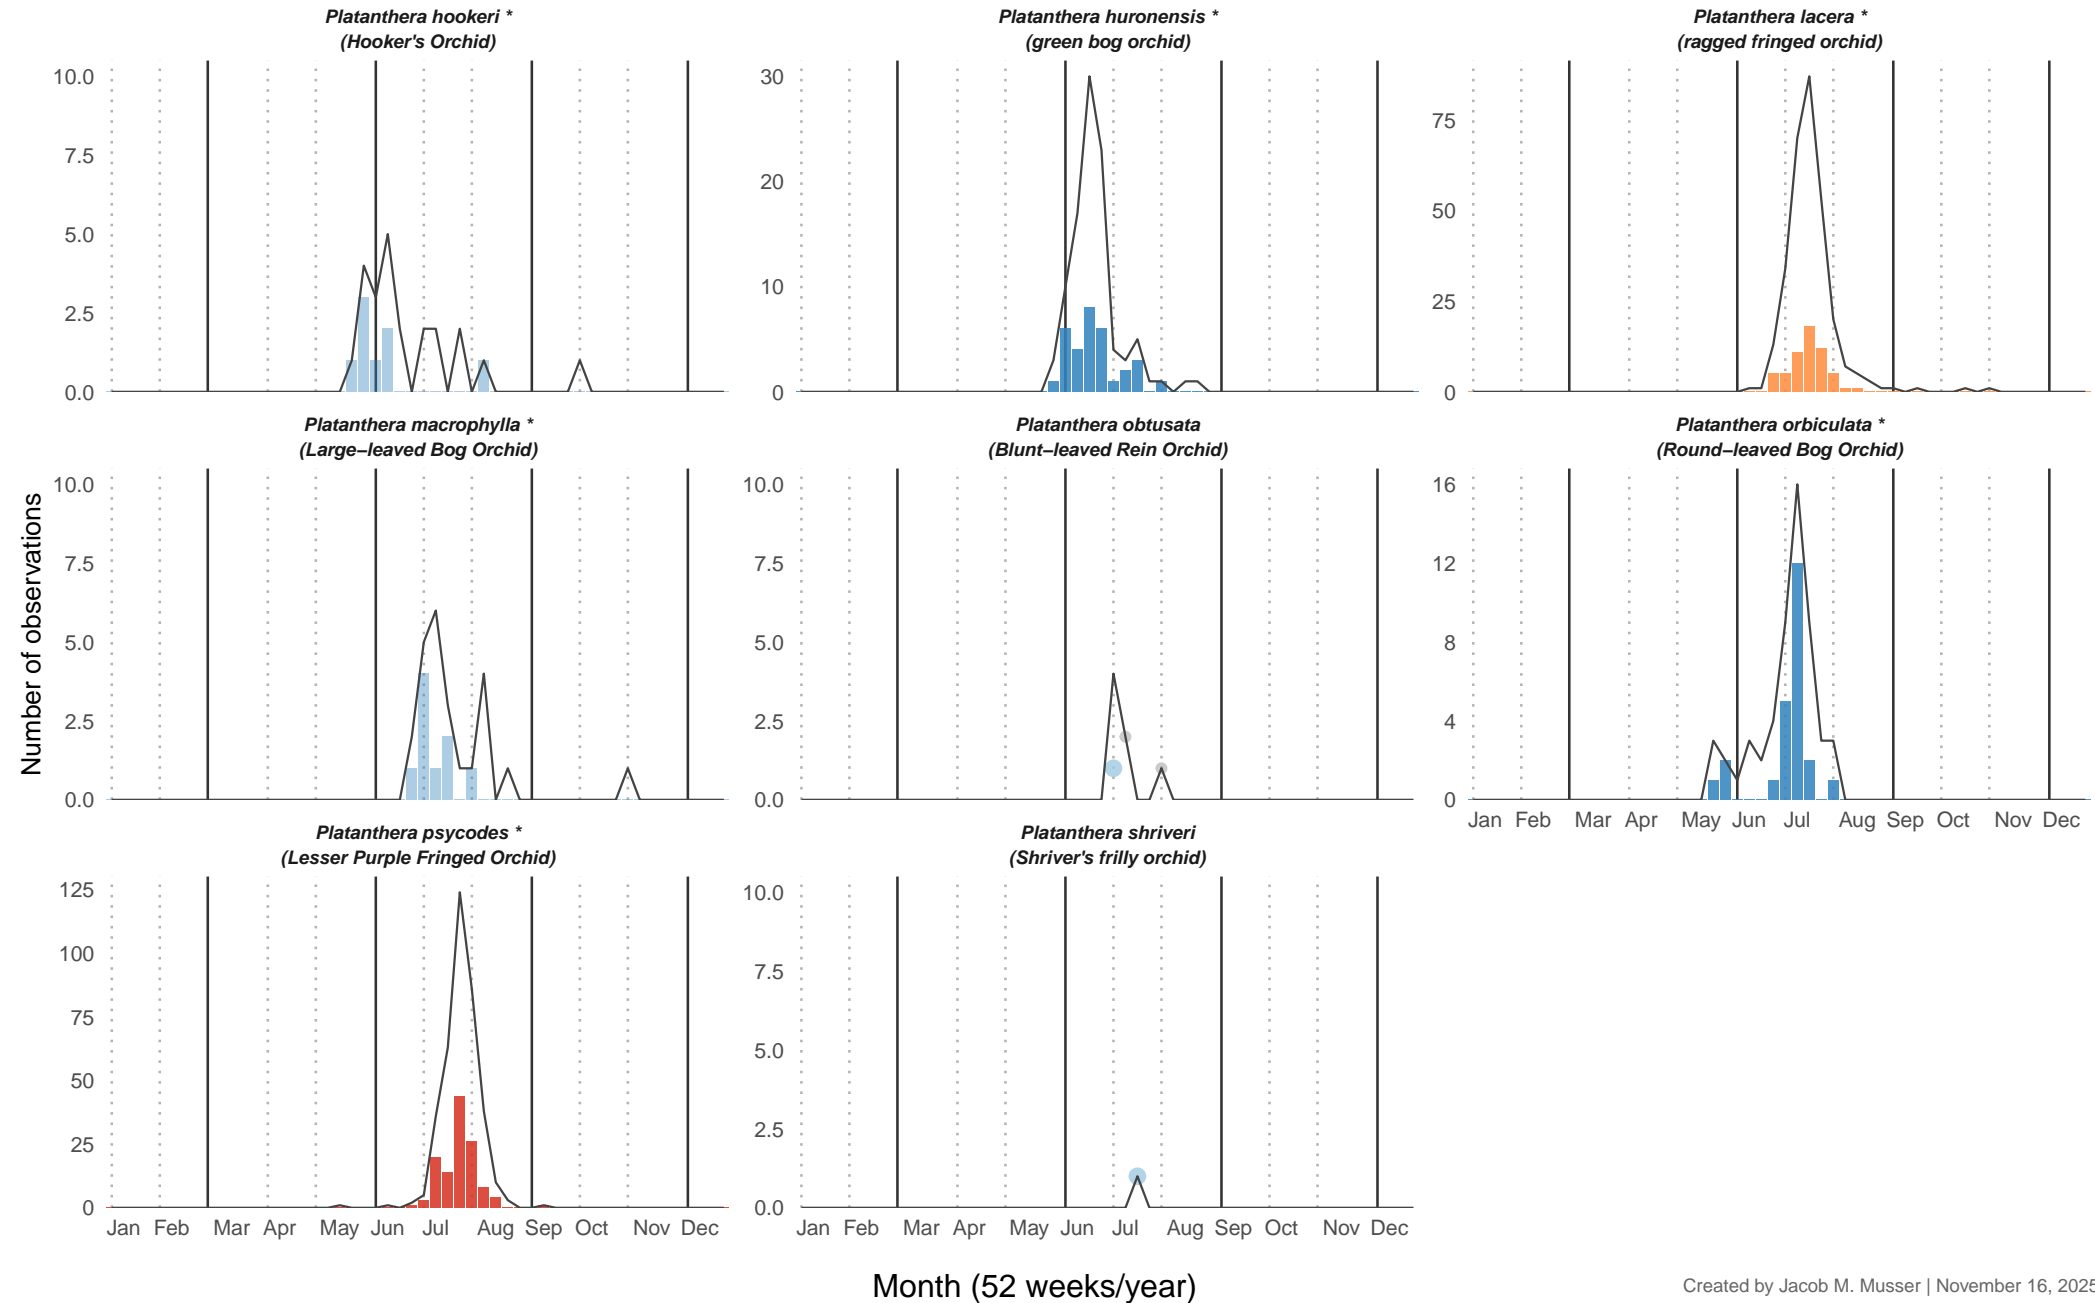 Platanthera hookeri *
(Hooker's Orchid)
Platanthera huronensis *
(green bog orchid)
Platanthera lacera *
(ragged fringed orchid)
10.0
7.5
5.0
2.5
0.0
30
20
10
0
75
50
25
0
Platanthera macrophylla *
(Large−leaved Bog Orchid)
Platanthera obtusata
(Blunt−leaved Rein Orchid)
Platanthera orbiculata *
(Round−leaved Bog Orchid)
Number of observations
10.0
7.5
5.0
2.5
0.0
10.0
7.5
5.0
2.5
0.0
16
12
8
4
0
Jan Feb Mar Apr May Jun Jul Aug Sep Oct Nov Dec
Platanthera psycodes *
(Lesser Purple Fringed Orchid)
Platanthera shriveri
(Shriver's frilly orchid)
125
100
75
50
25
0
10.0
7.5
5.0
2.5
0.0
Jan Feb Mar Apr May Jun Jul Aug Sep Oct Nov Dec
Jan Feb Mar Apr May Jun Jul Aug Sep Oct Nov Dec
Month (52 weeks/year)
Created by Jacob M. Musser | November 16, 2025